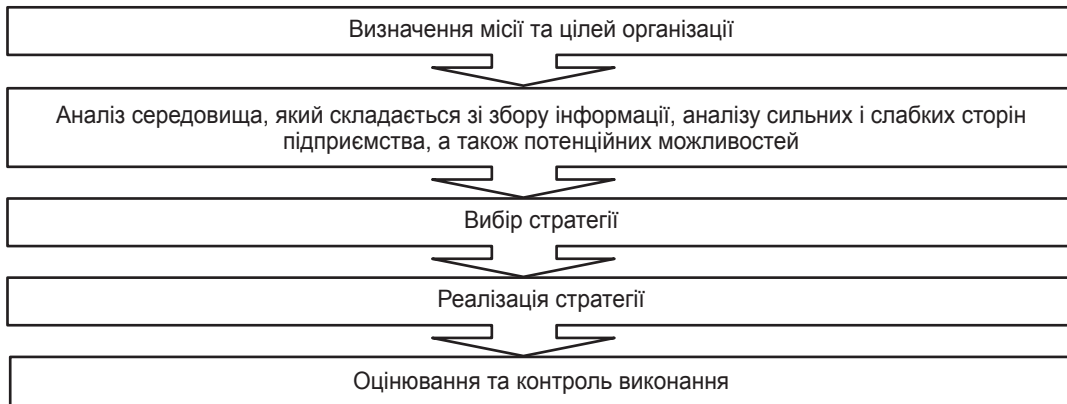 Визначення місії та цілей організації
Аналіз середовища, який складається зі збору інформації, аналізу сильних і слабких сторін
підприємства, а також потенційних можливостей
Вибір стратегії
Реалізація стратегії
Оцінювання та контроль виконання